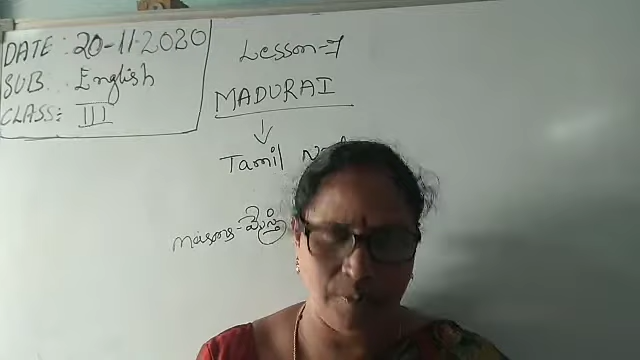 DATE: 20-11-2020
SUB: English
CLASS: III
Lesson-7
MADURAI
Tamil
masons-మేస్త్రి